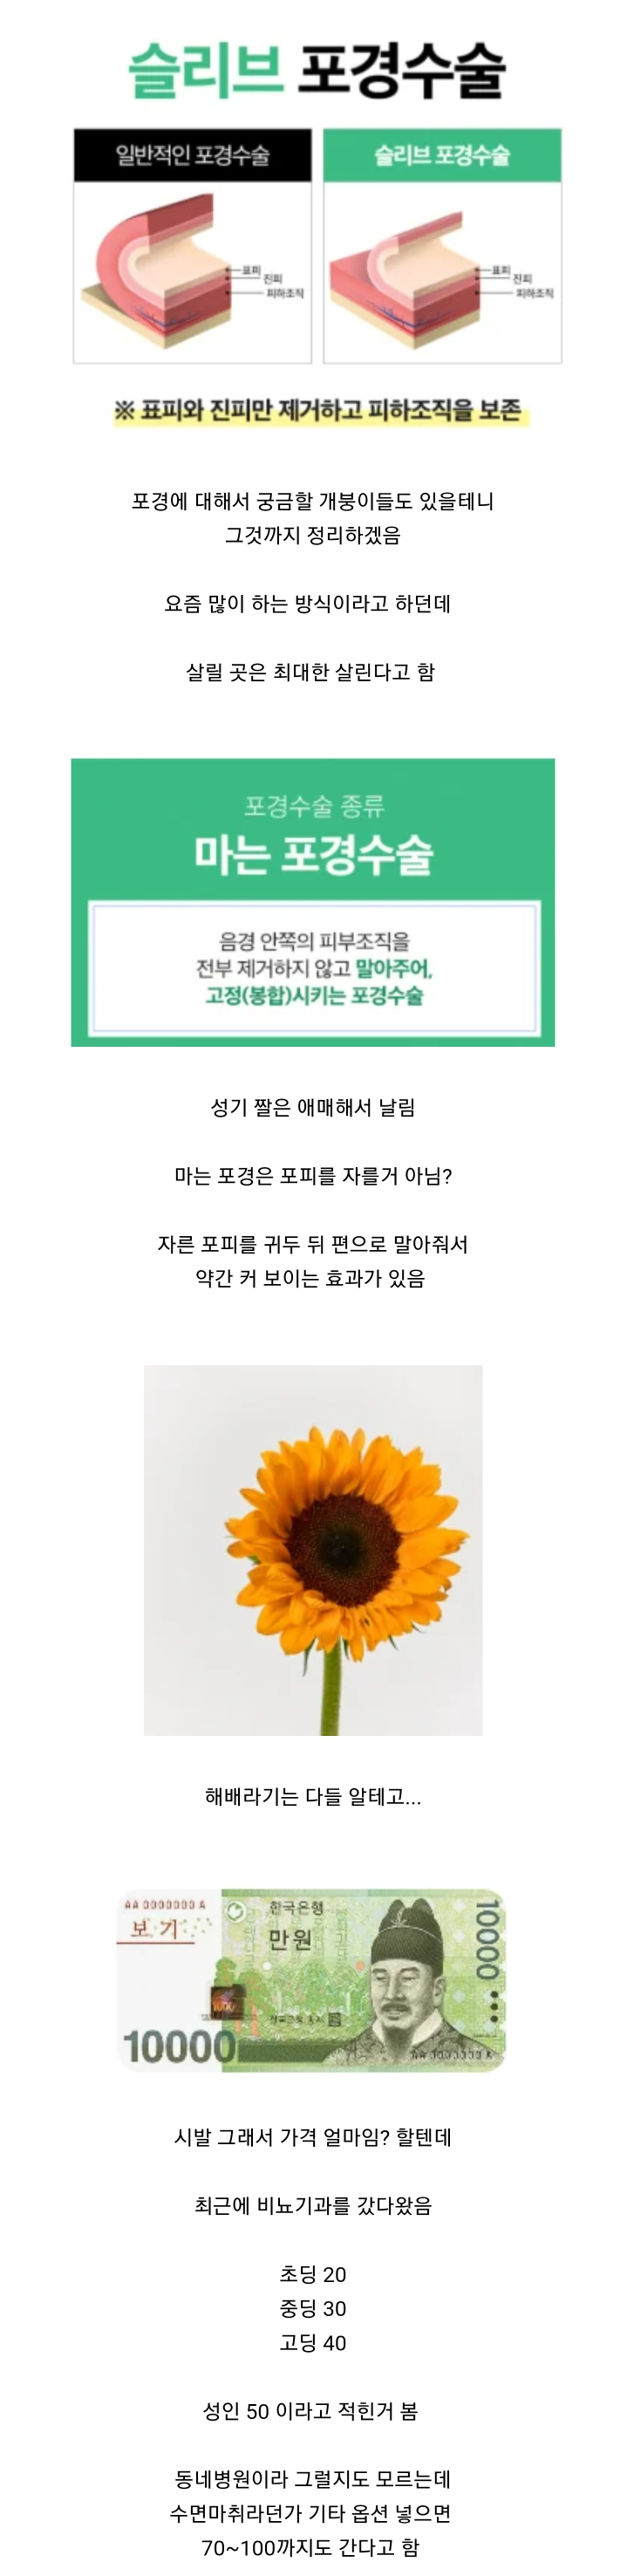 슬리브 포경수술
일반적인 포경수술
슬리브 포경수술
표피
진피
피하조직
표피
진피
피하조직
※ 표피와 진피만 제거하고 피하조직을 보존
포경에 대해서 궁금할 개붕이들도 있을테니
그것까지 정리하겠음
요즘 많이 하는 방식이라고 하던데
살릴 곳은 최대한 살린다고 함
포경수술 종류
마는 포경수술
음경 안쪽의 피부조직을
전부 제거하지 않고 말아주어,
고정(봉합)시키는 포경수술
성기 짤은 애매해서 날림
마는 포경은 포피를 자를거 아님?
자른 포피를 귀두 뒤 편으로 말아줘서
약간 커 보이는 효과가 있음
해배라기는 다들 알테고...
AA 0000000 A
보기
한국은행
만원
10000
10000
AA 0000000 A
시발 그래서 가격 얼마임? 할텐데
최근에 비뇨기과를 갔다왔음
초딩 20
중딩 30
고딩 40
성인 50 이라고 적힌거 봄
동네병원이라 그럴지도 모르는데
수면마취라던가 기타 옵션 넣으면
70~100까지도 간다고 함